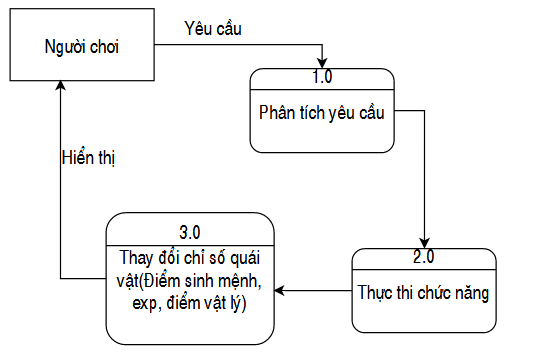 Người chơi
Yêu cầu
1.0
Phân tích yêu cầu
Hiển thị
3.0
Thay đổi chỉ số quái
vật(Điểm sinh mệnh,
exp, điểm vật lý)
2.0
Thực thi chức năng